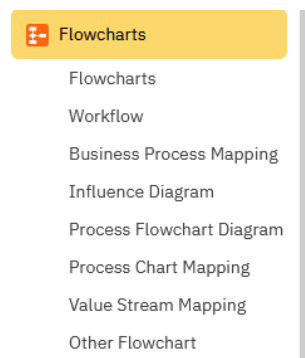 Flowcharts
Flowcharts
Workflow
Business Process Mapping
Influence Diagram
Process Flowchart Diagram
Process Chart Mapping
Value Stream Mapping
Other Flowchart